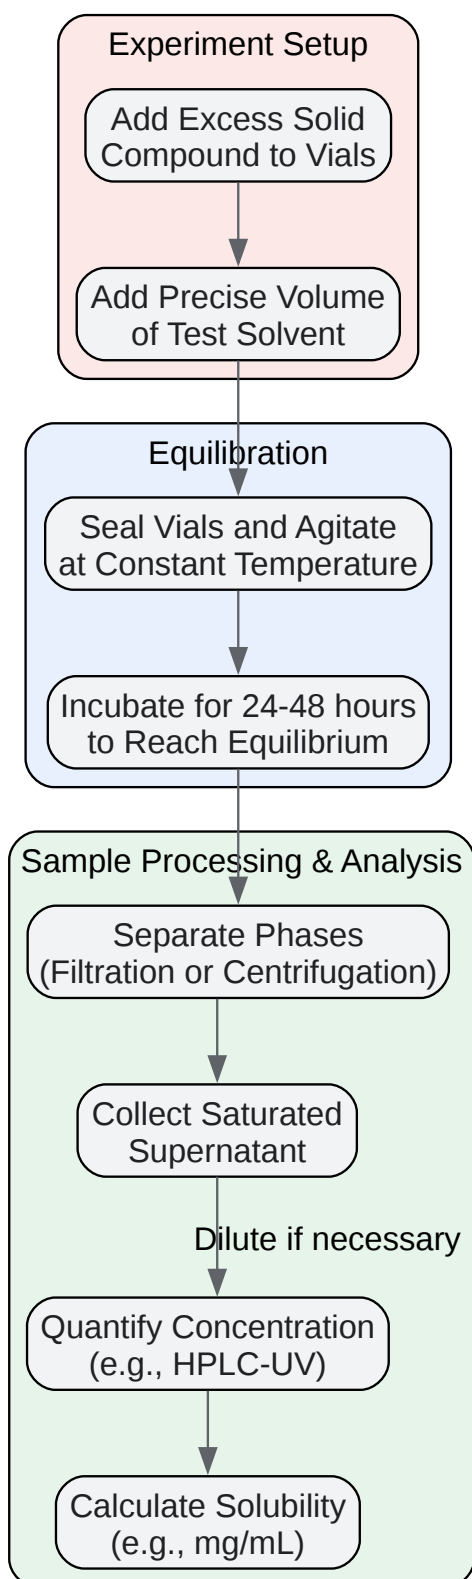 Experiment Setup
Add Excess Solid
Compound to Vials
Add Precise Volume
of Test Solvent
Equilibration
Seal Vials and Agitate
at Constant Temperature
Incubate for 24-48 hours
to Reach Equilibrium
Sample Processing & Analysis
Separate Phases
(Filtration or Centrifugation)
Collect Saturated
Supernatant
Dilute if necessary
Quantify Concentration
(e.g., HPLC-UV)
Calculate Solubility
(e.g., mg/mL)